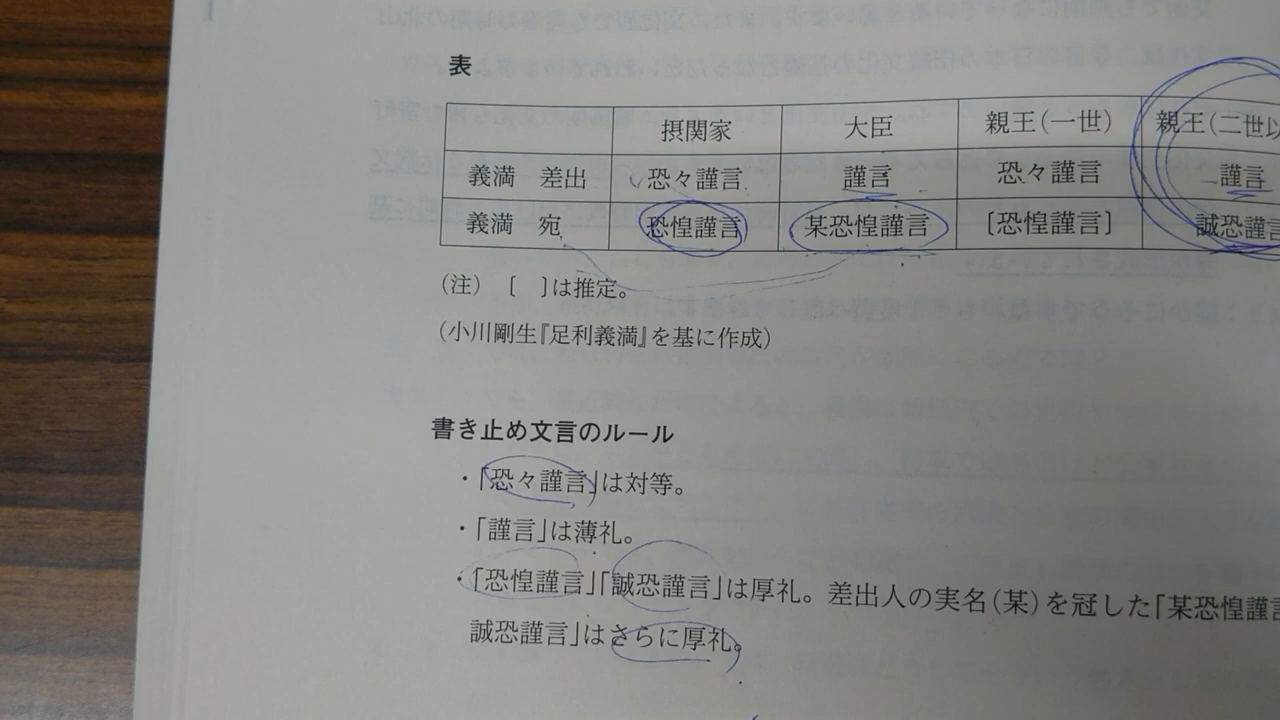 表
摂関家 大臣 親王(一世) 親王(二世以
義満 差出 恐々謹言 謹言 恐々謹言 謹言
義満 宛 恐惶謹言 某恐惶謹言 〔恐惶謹言〕 誠恐謹言
(注) 〔 〕は推定。
(小川剛生『足利義満』を基に作成)
書き止め文言のルール
・「恐々謹言」は対等。
・「謹言」は薄礼。
・「恐惶謹言」「誠恐謹言」は厚礼。差出人の実名(某)を冠した「某恐惶謹言
誠恐謹言」はさらに厚礼。